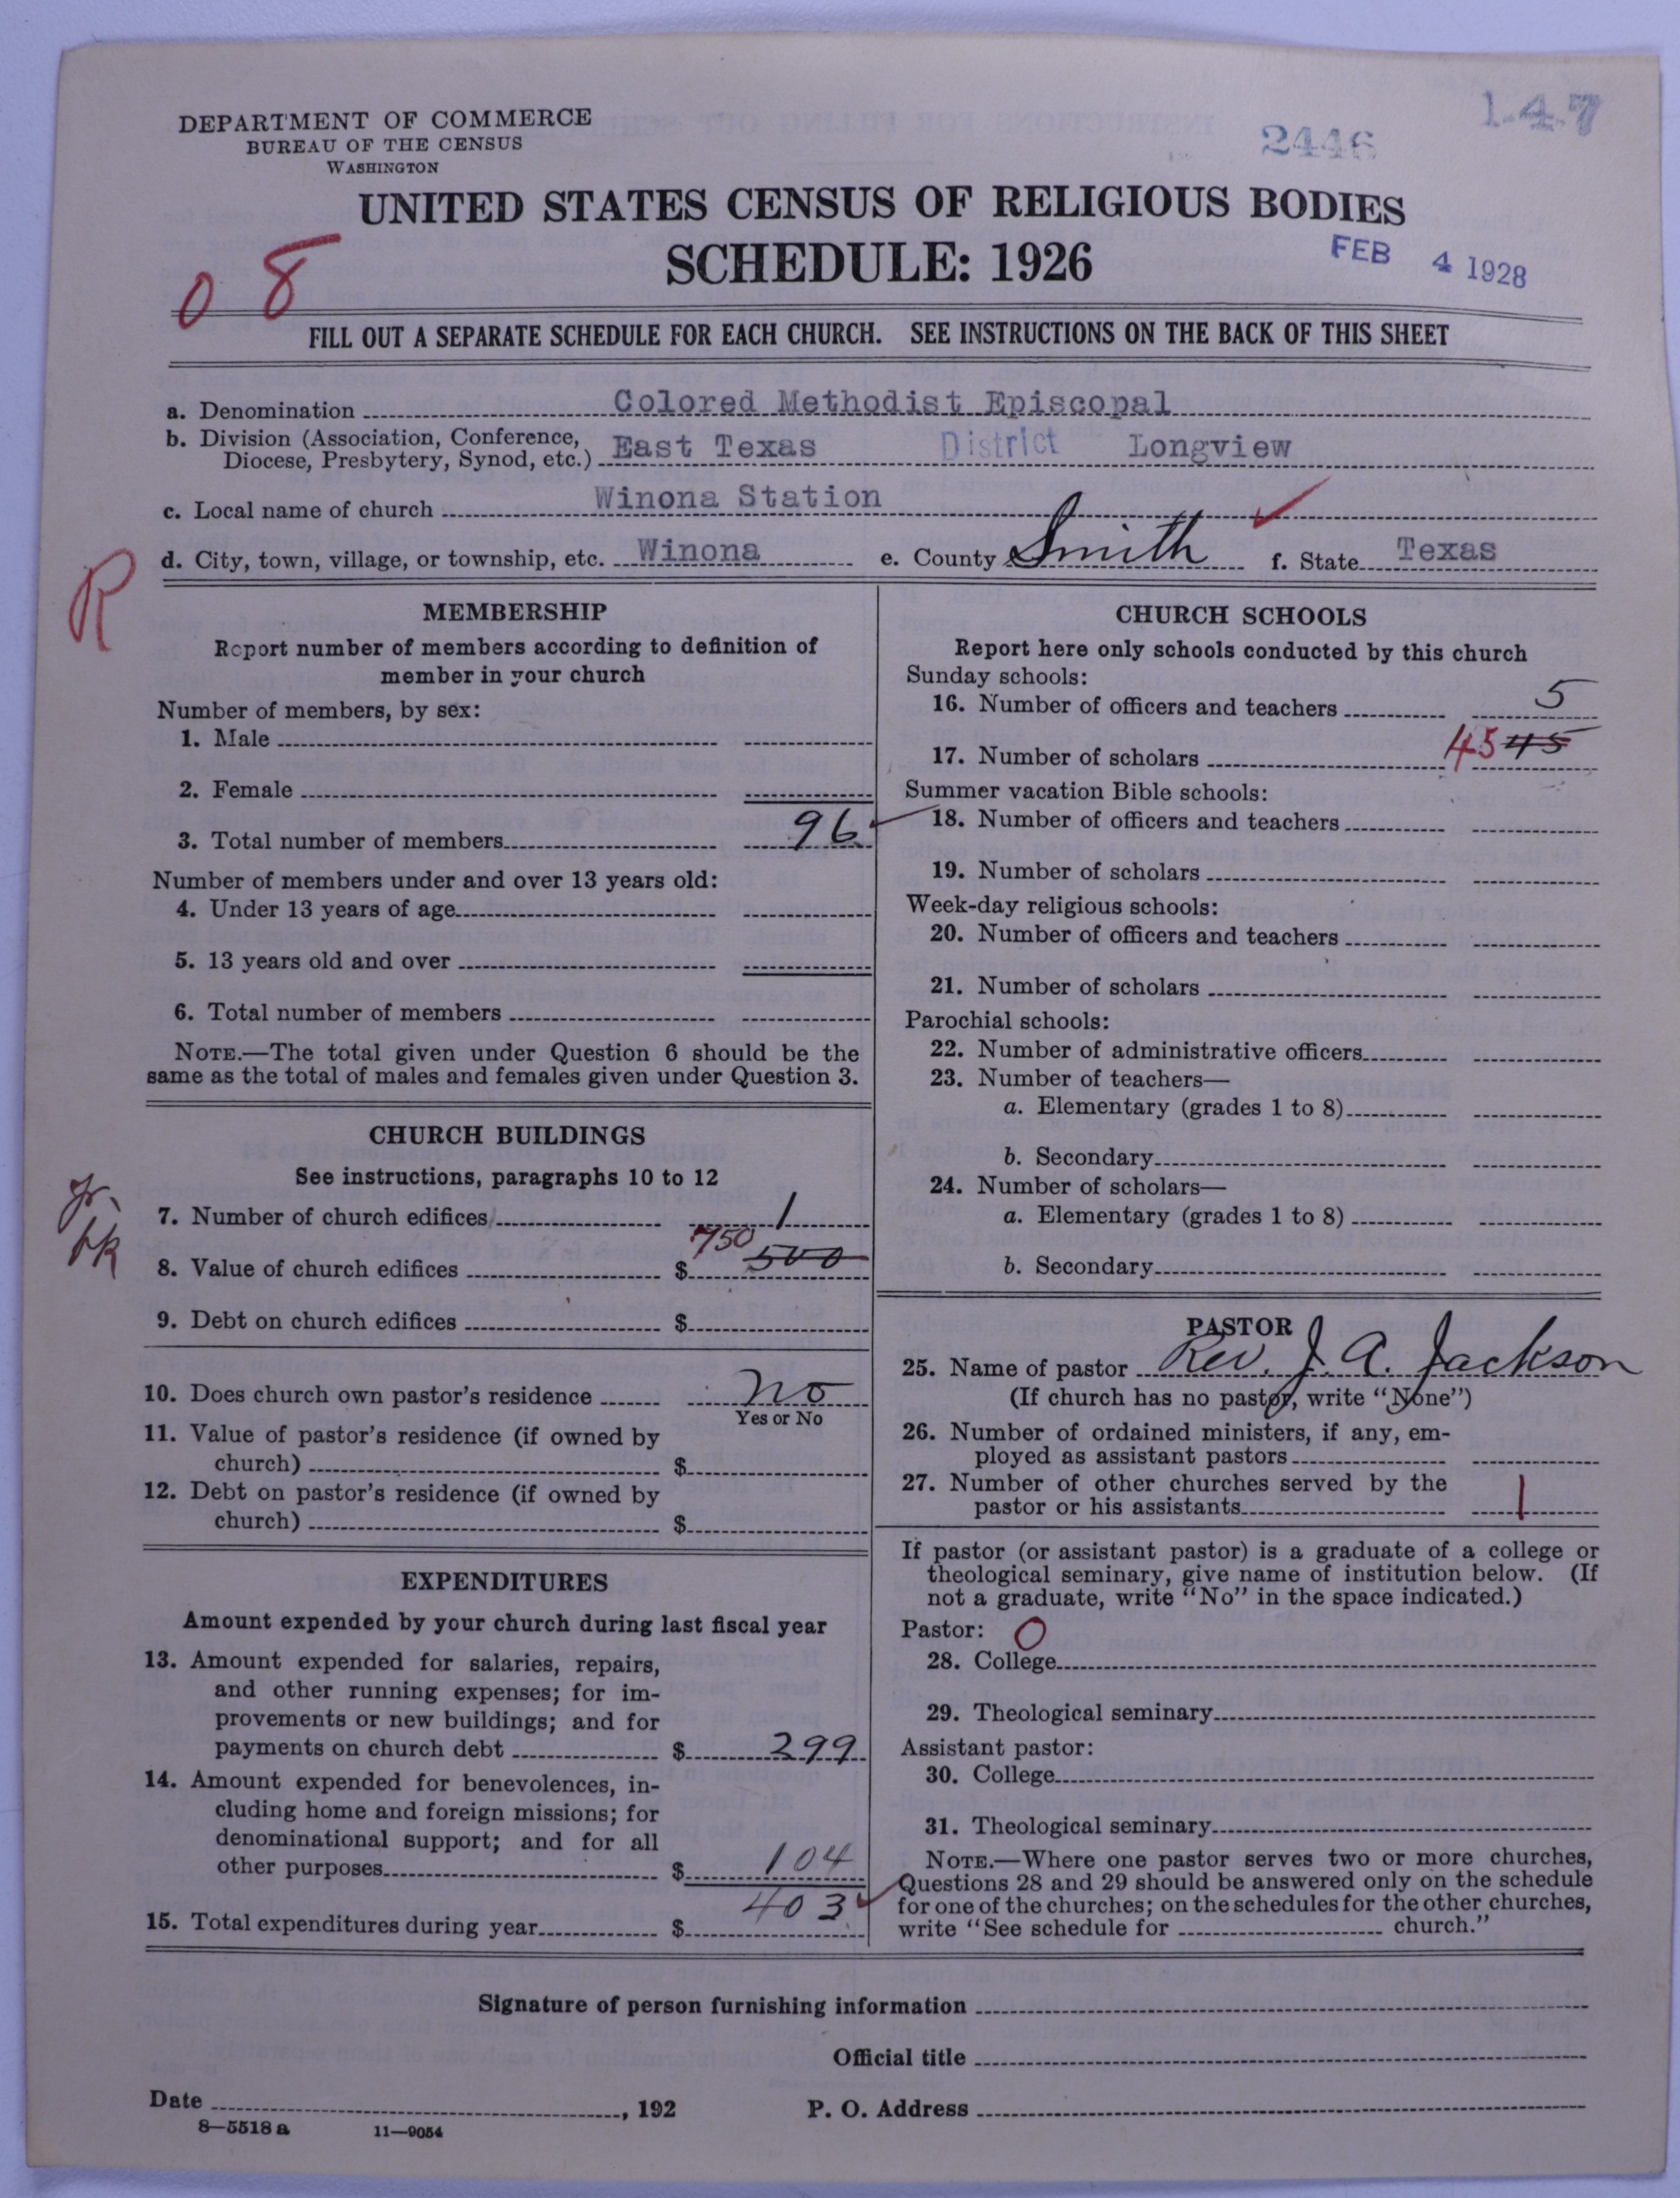 DEPARTMENT OF COMMERCE
BUREAU OF THE CENSUS
WASHINGTON
147
2446
UNITED STATES CENSUS OF RELIGIOUS BODIES
SCHEDULE: 1926
FEB 4 1928
08
FILL OUT A SEPARATE SCHEDULE FOR EACH CHURCH. SEE INSTRUCTIONS ON THE BACK OF THIS SHEET
a. Denomination Colored Methodist Episcopal
b. Division (Association, Conference,
Diocese, Presbytery, Synod, etc.) East Texas District Longview
c. Local name of church Winona Station
d. City, town, village, or township, etc. Winona e. County Smith f. State Texas
R
MEMBERSHIP
Report number of members according to definition of
member in your church
Number of members, by sex:
1. Male
2. Female
3. Total number of members 96
Number of members under and over 13 years old:
4. Under 13 years of age
5. 13 years old and over
6. Total number of members
NOTE.—The total given under Question 6 should be the
same as the total of males and females given under Question 3.
CHURCH BUILDINGS
See instructions, paragraphs 10 to 12
7. Number of church edifices 1
8. Value of church edifices $ 750 500
9. Debt on church edifices $
10. Does church own pastor's residence no
Yes or No
11. Value of pastor's residence (if owned by
church) $
12. Debt on pastor's residence (if owned by
church) $
EXPENDITURES
Amount expended by your church during last fiscal year
13. Amount expended for salaries, repairs,
and other running expenses; for im-
provements or new buildings; and for
payments on church debt $ 299
14. Amount expended for benevolences, in-
cluding home and foreign missions; for
denominational support; and for all
other purposes $ 104
15. Total expenditures during year $ 403
CHURCH SCHOOLS
Report here only schools conducted by this church
Sunday schools:
16. Number of officers and teachers 5
17. Number of scholars 45 45
Summer vacation Bible schools:
18. Number of officers and teachers
19. Number of scholars
Week-day religious schools:
20. Number of officers and teachers
21. Number of scholars
Parochial schools:
22. Number of administrative officers
23. Number of teachers—
a. Elementary (grades 1 to 8)
b. Secondary
24. Number of scholars—
a. Elementary (grades 1 to 8)
b. Secondary
PASTOR
25. Name of pastor Rev. J. A. Jackson
(If church has no pastor, write "None")
26. Number of ordained ministers, if any, em-
ployed as assistant pastors
27. Number of other churches served by the
pastor or his assistants 1
If pastor (or assistant pastor) is a graduate of a college or
theological seminary, give name of institution below. (If
not a graduate, write "No" in the space indicated.)
Pastor: O
28. College
29. Theological seminary
Assistant pastor:
30. College
31. Theological seminary
NOTE.—Where one pastor serves two or more churches,
Questions 28 and 29 should be answered only on the schedule
for one of the churches; on the schedules for the other churches,
write "See schedule for church."
Signature of person furnishing information
Official title
Date , 192 P. O. Address
8—5518 a 11—9054